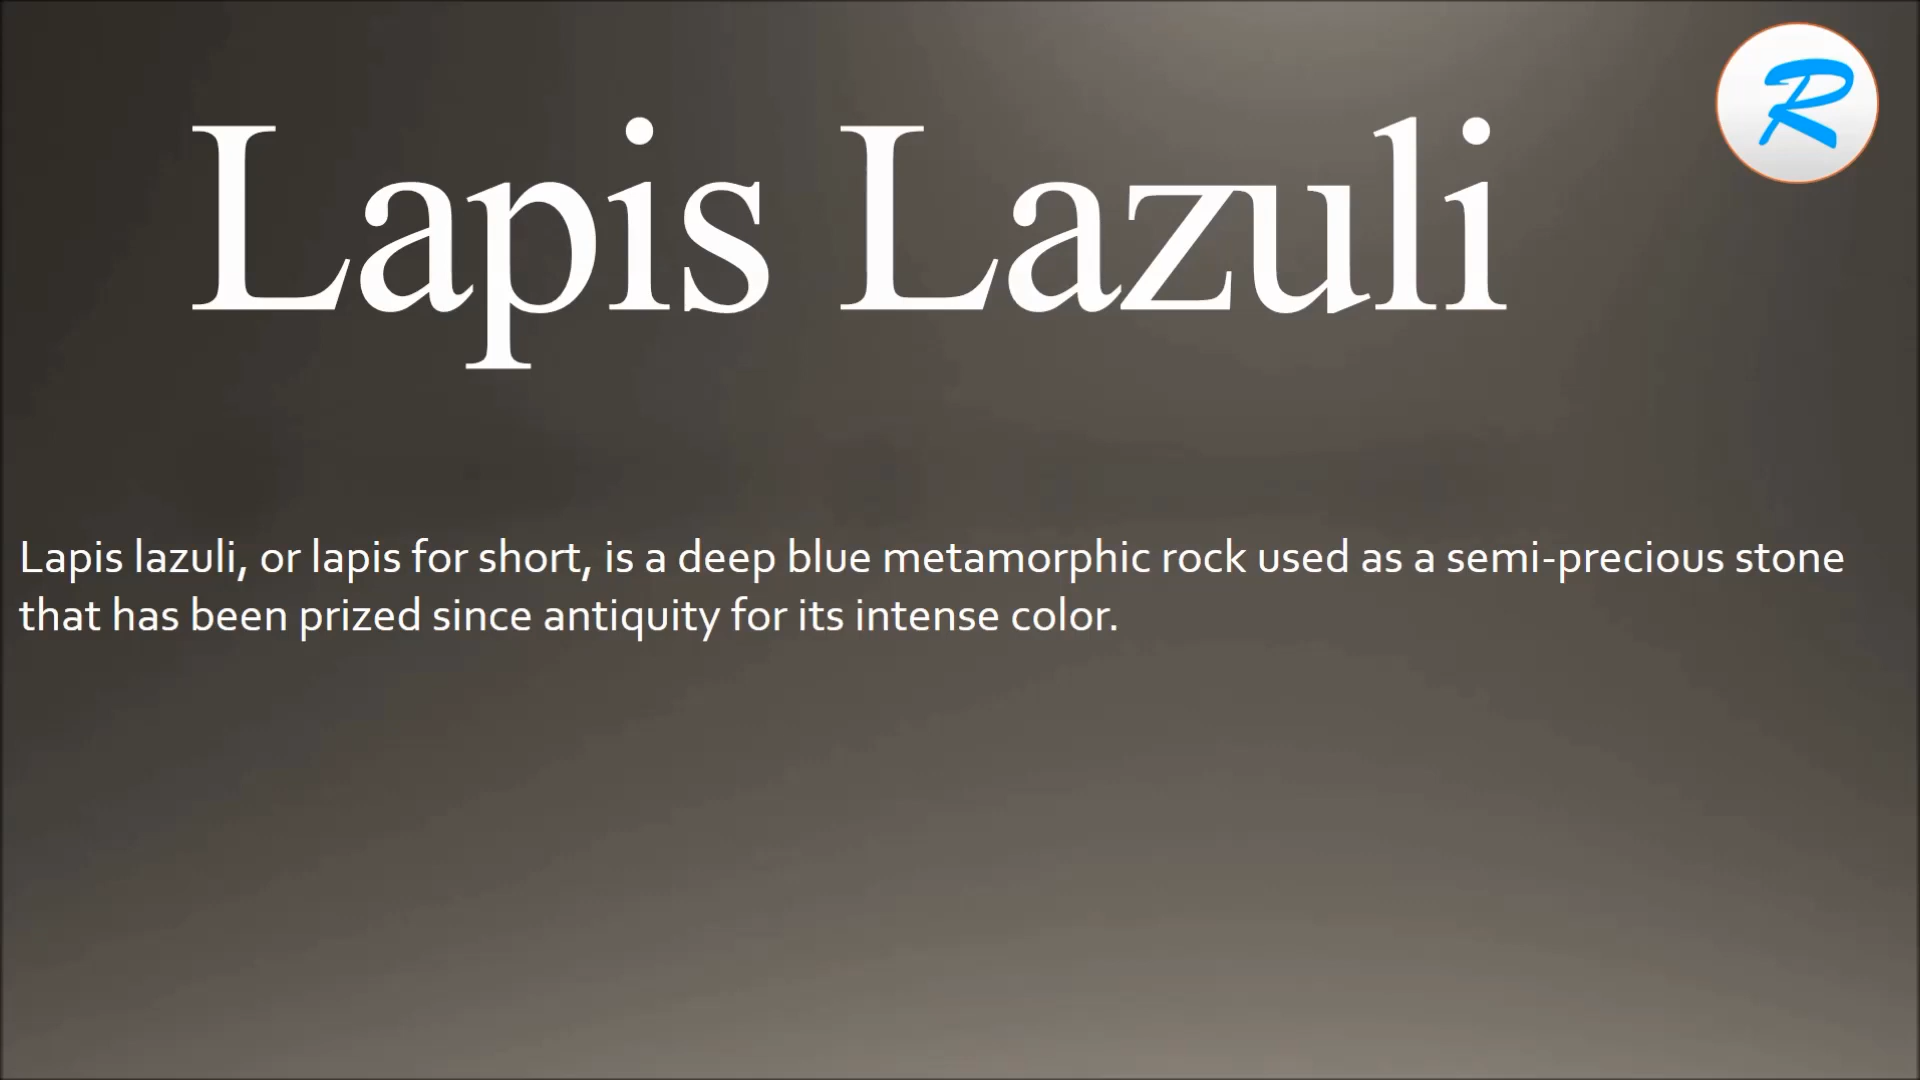 Lapis Lazuli
R
Lapis lazuli, or lapis for short, is a deep blue metamorphic rock used as a semi-precious stone
that has been prized since antiquity for its intense color.